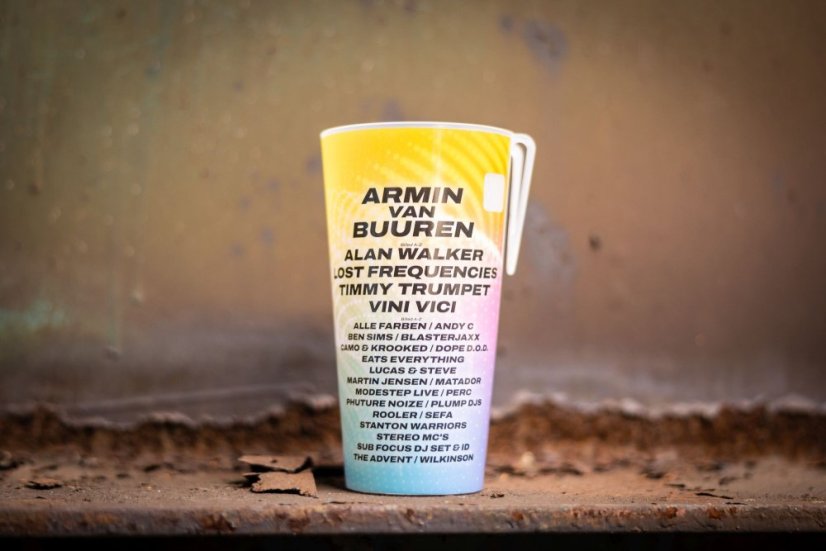 ARMIN
VAN
BUUREN
Billed A-Z
ALAN WALKER
LOST FREQUENCIES
TIMMY TRUMPET
VINI VICI
Billed A-Z
ALLE FARBEN / ANDY C
BEN SIMS / BLASTERJAXX
CAMO & KROOKED / DOPE D.O.D.
EATS EVERYTHING
LUCAS & STEVE
MARTIN JENSEN / MATADOR
MODESTEP LIVE / PERC
PHUTURE NOIZE / PLUMP DJS
ROOLER / SEFA
STANTON WARRIORS
STEREO MC'S
SUB FOCUS DJ SET & ID
THE ADVENT / WILKINSON